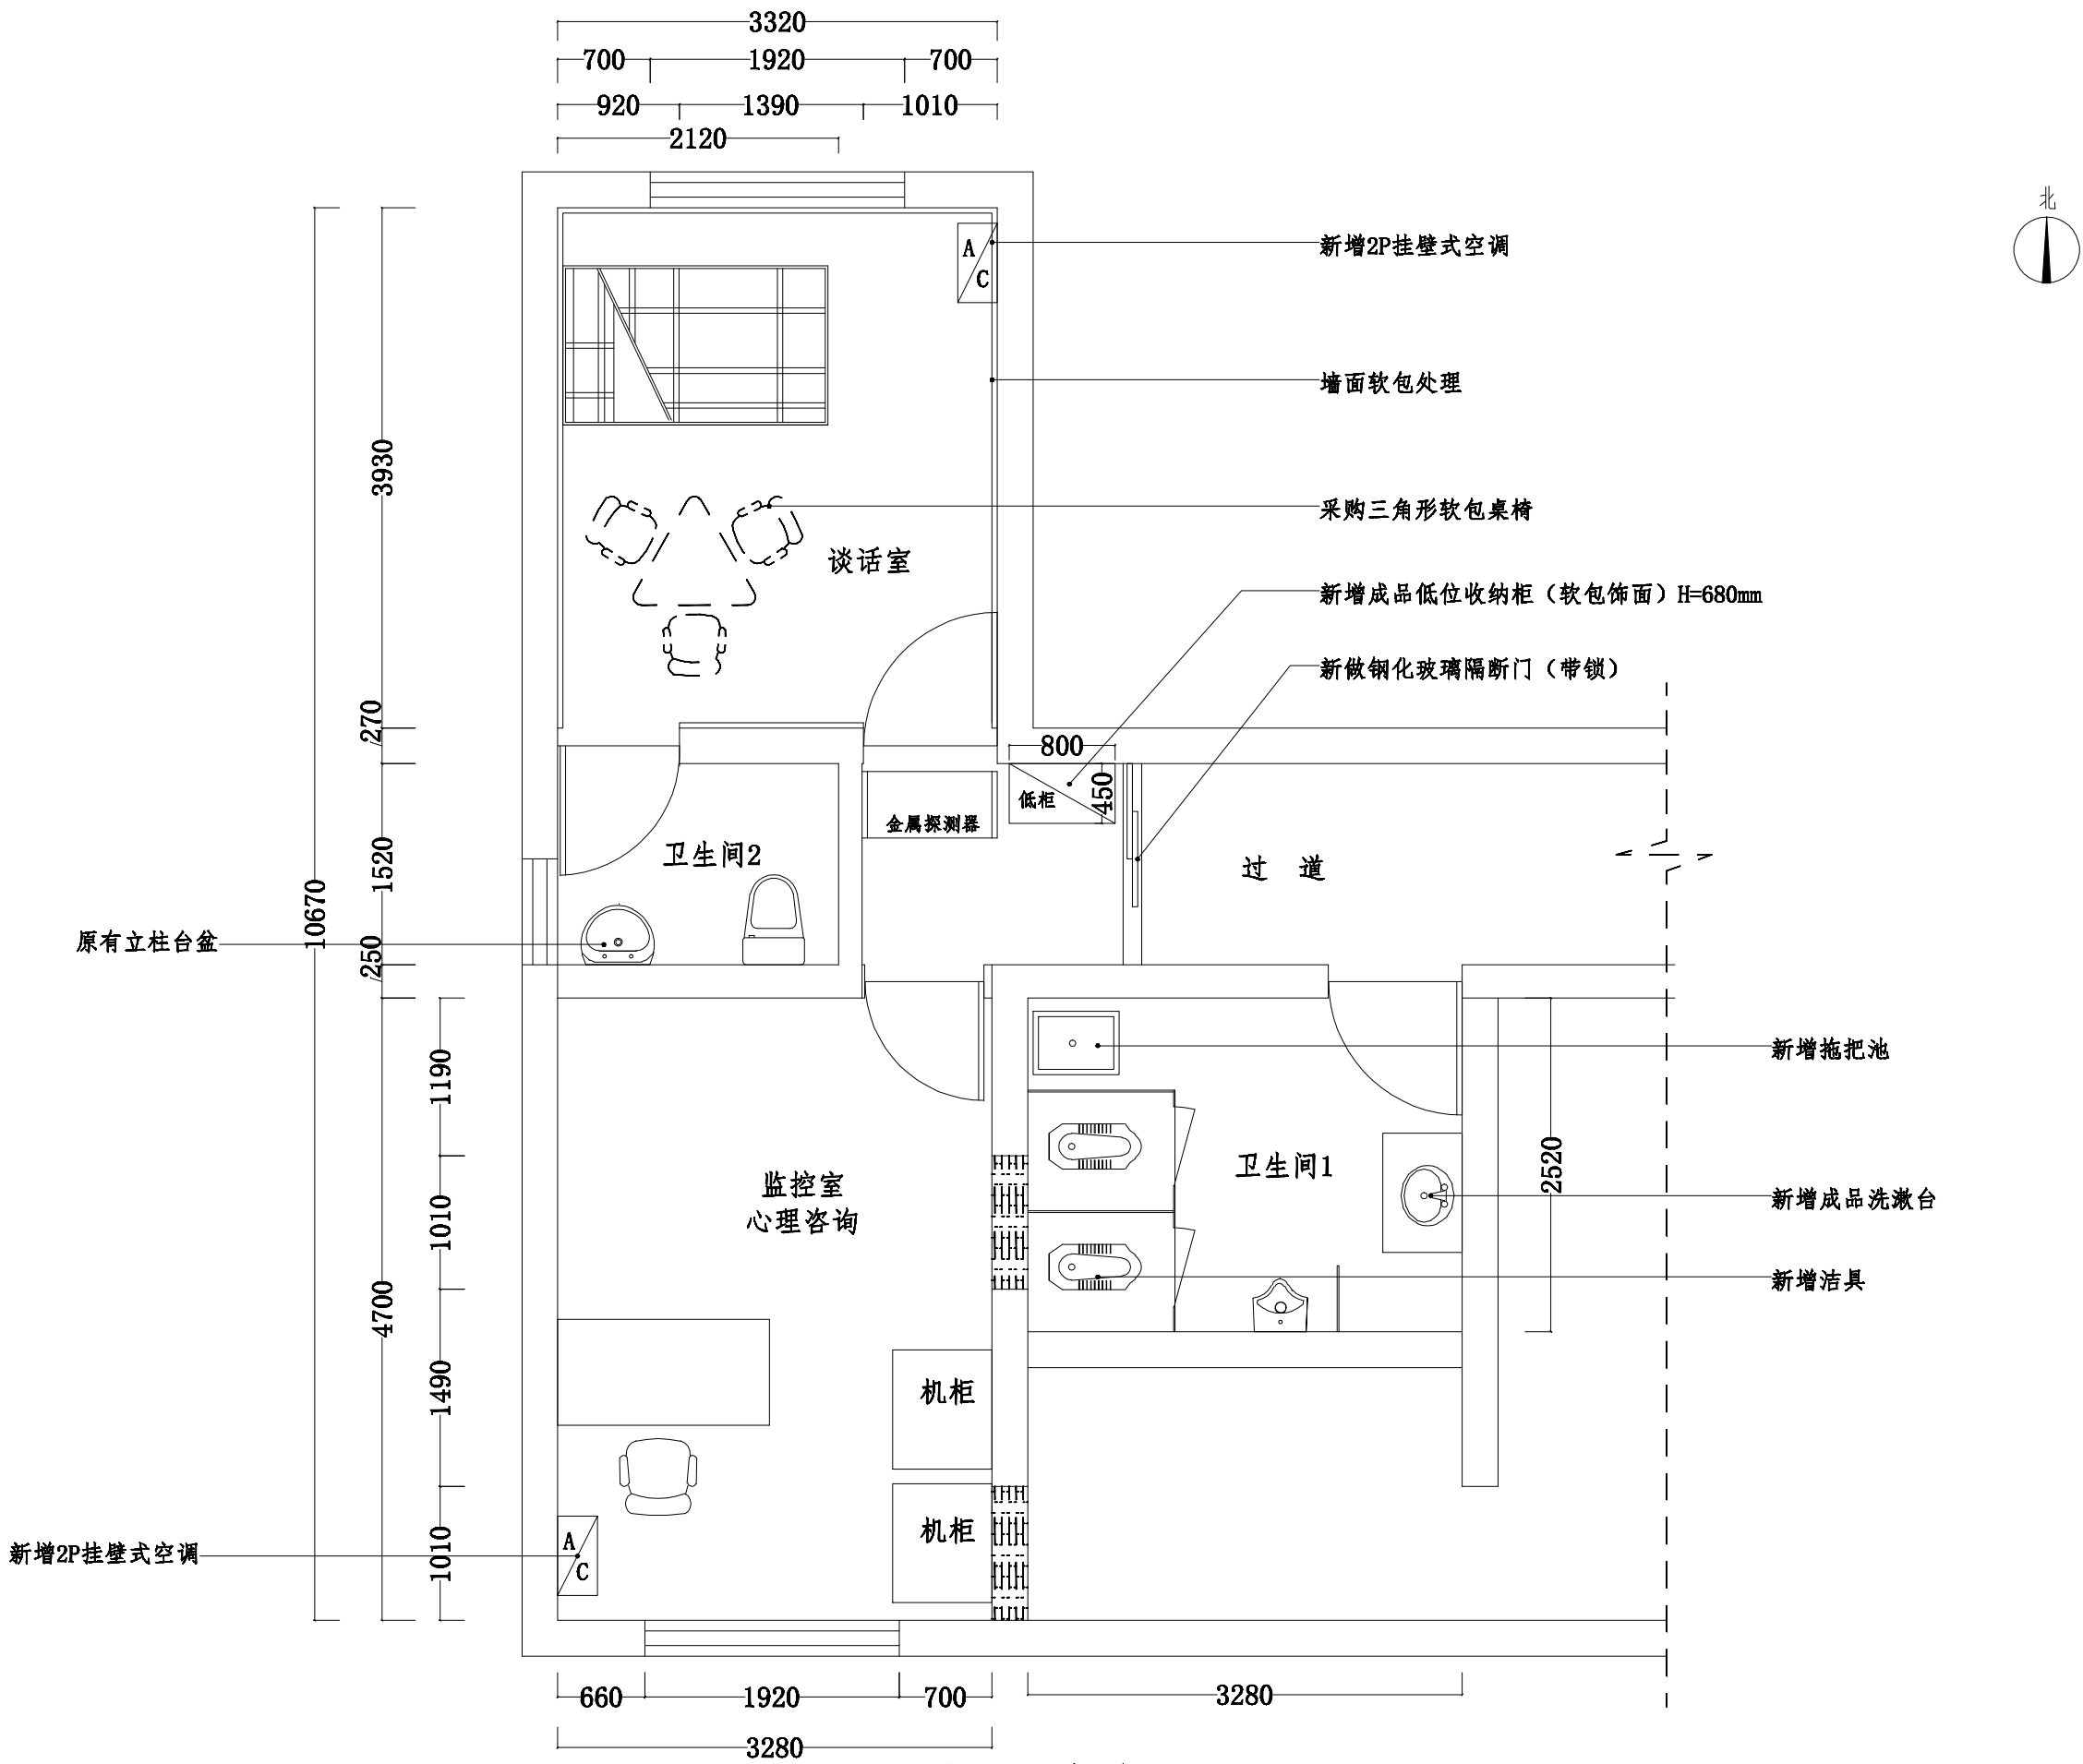 3320
700 1920 700
920 1390 1010
2120
北
新增2P挂壁式空调
A
C
墙面软包处理
3930
采购三角形软包桌椅
谈话室
新增成品低位收纳柜（软包饰面）H=680mm
新做钢化玻璃隔断门（带锁）
270
800
450
低柜
金属探测器
卫生间2
过 道
1520
10670
原有立柱台盆
250
1190
新增拖把池
卫生间1
2520
监控室
心理咨询
1010
新增成品洗漱台
新增洁具
4700
1490
机柜
机柜
1010
新增2P挂壁式空调
A
C
660 1920 700
3280
3280